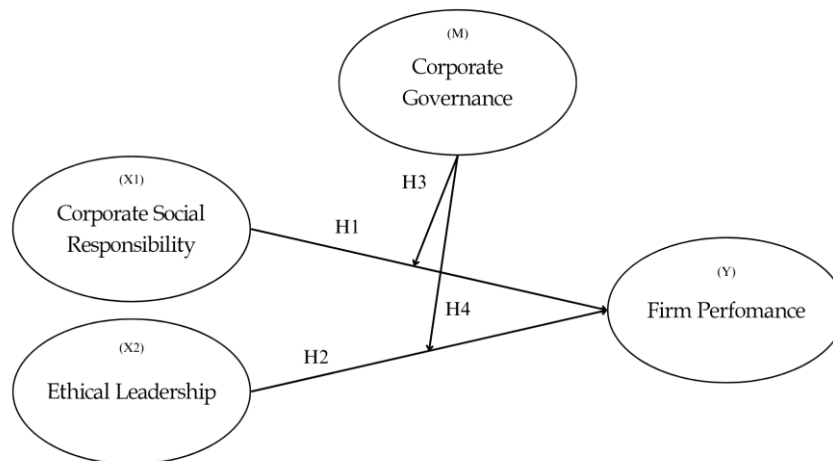 (M)
Corporate
Governance
H3
(X1)
Corporate Social
Responsibility
H1
(Y)
Firm Perfomance
H4
(X2)
Ethical Leadership
H2